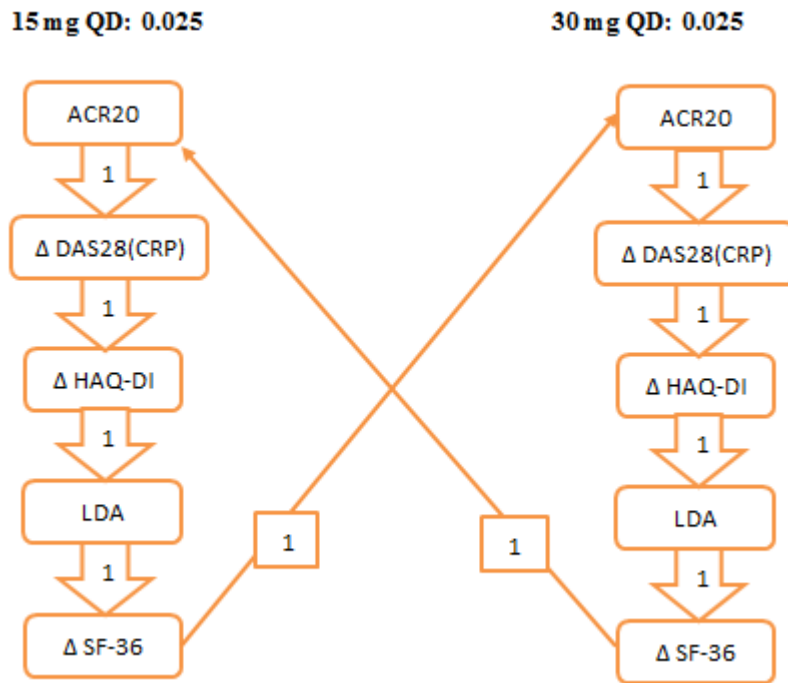 15 mg QD: 0.025
30 mg QD: 0.025
ACR20
1
Δ DAS28(CRP)
1
Δ HAQ-DI
1
LDA
1
Δ SF-36
1
1
ACR20
1
Δ DAS28(CRP)
1
Δ HAQ-DI
1
LDA
1
Δ SF-36